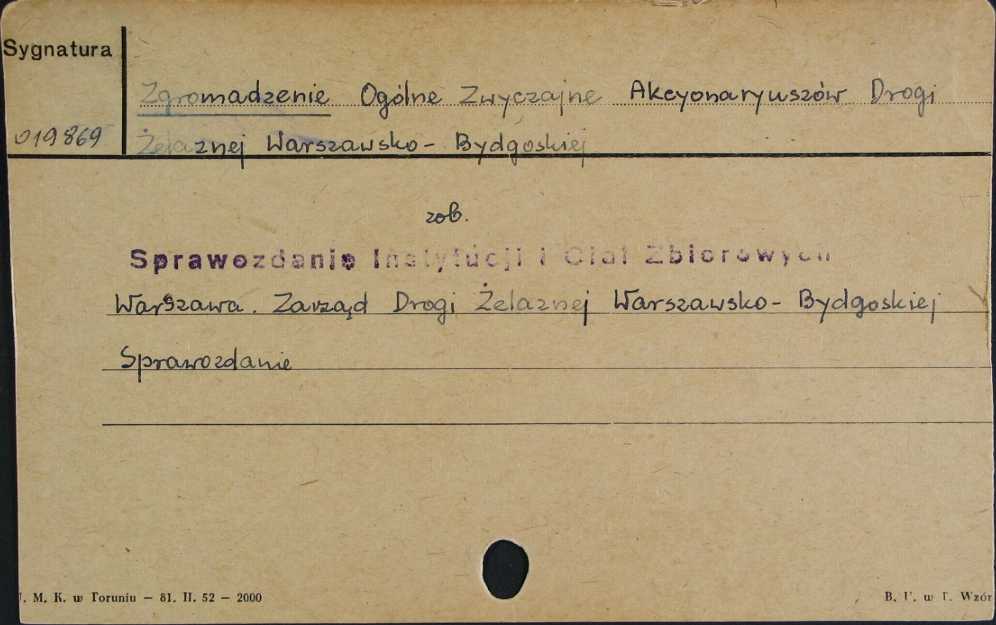 Sygnatura
Zgromadzenie Ogólne Zwyczajne Akcyonaryuszów Drogi
019869
Żelaznej Warszawsko- Bydgoskiej
zob.
Sprawozdanie Instytucji i Ciał Zbiorowych
Warszawa. Zarząd Drogi Żelaznej Warszawsko- Bydgoskiej
Sprawozdanie
U. M. K. w Toruniu — 81. II. 52 — 2000
B. U. w T. Wzór